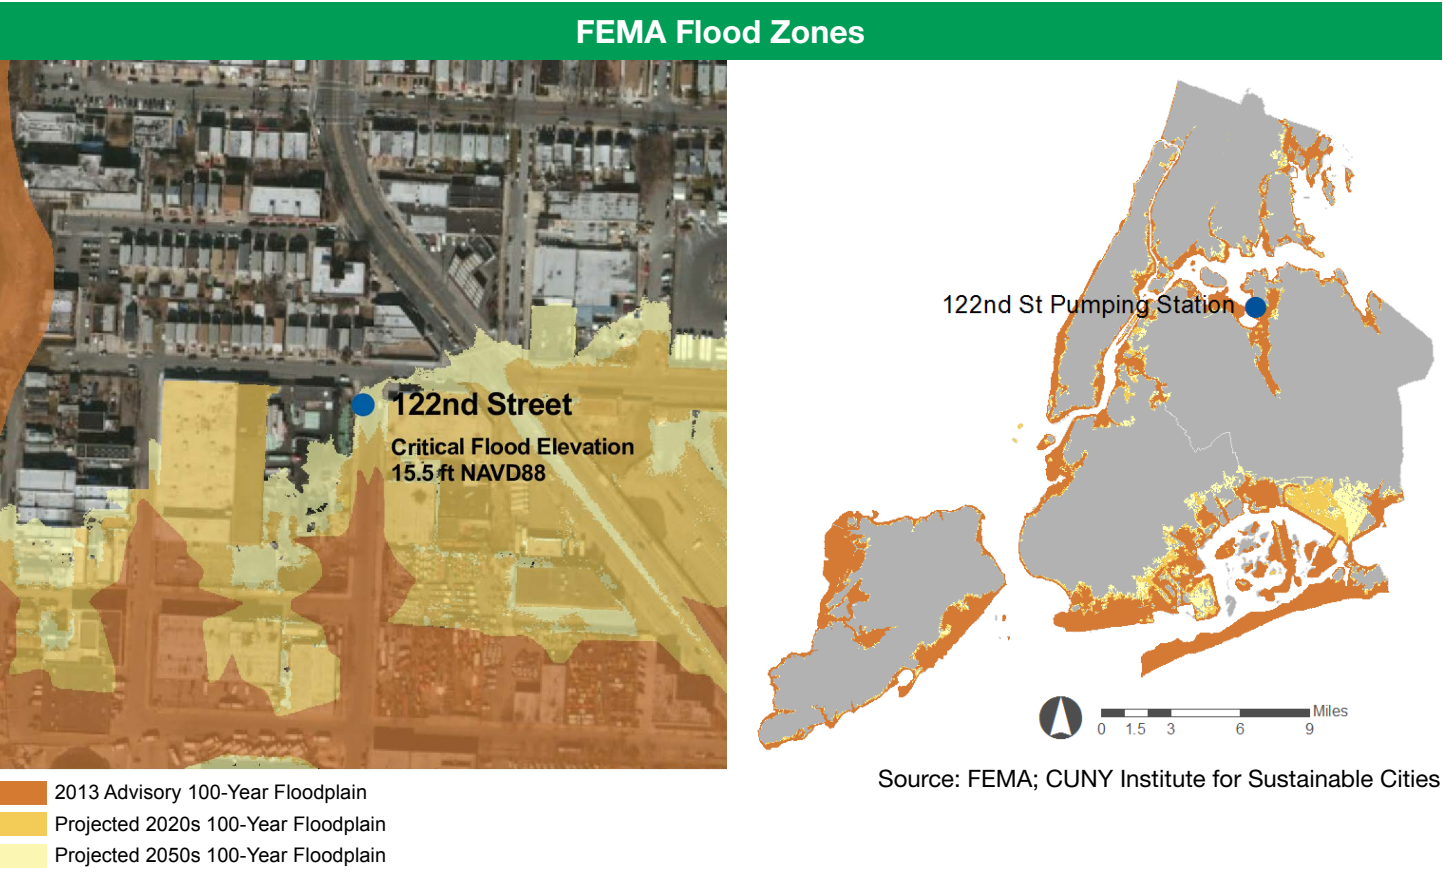 FEMA Flood Zones
122nd Street
Critical Flood Elevation
15.5 ft NAVD88
122nd St Pumping Station
Miles
0 1.5 3 6 9
Source: FEMA; CUNY Institute for Sustainable Cities
2013 Advisory 100-Year Floodplain
Projected 2020s 100-Year Floodplain
Projected 2050s 100-Year Floodplain